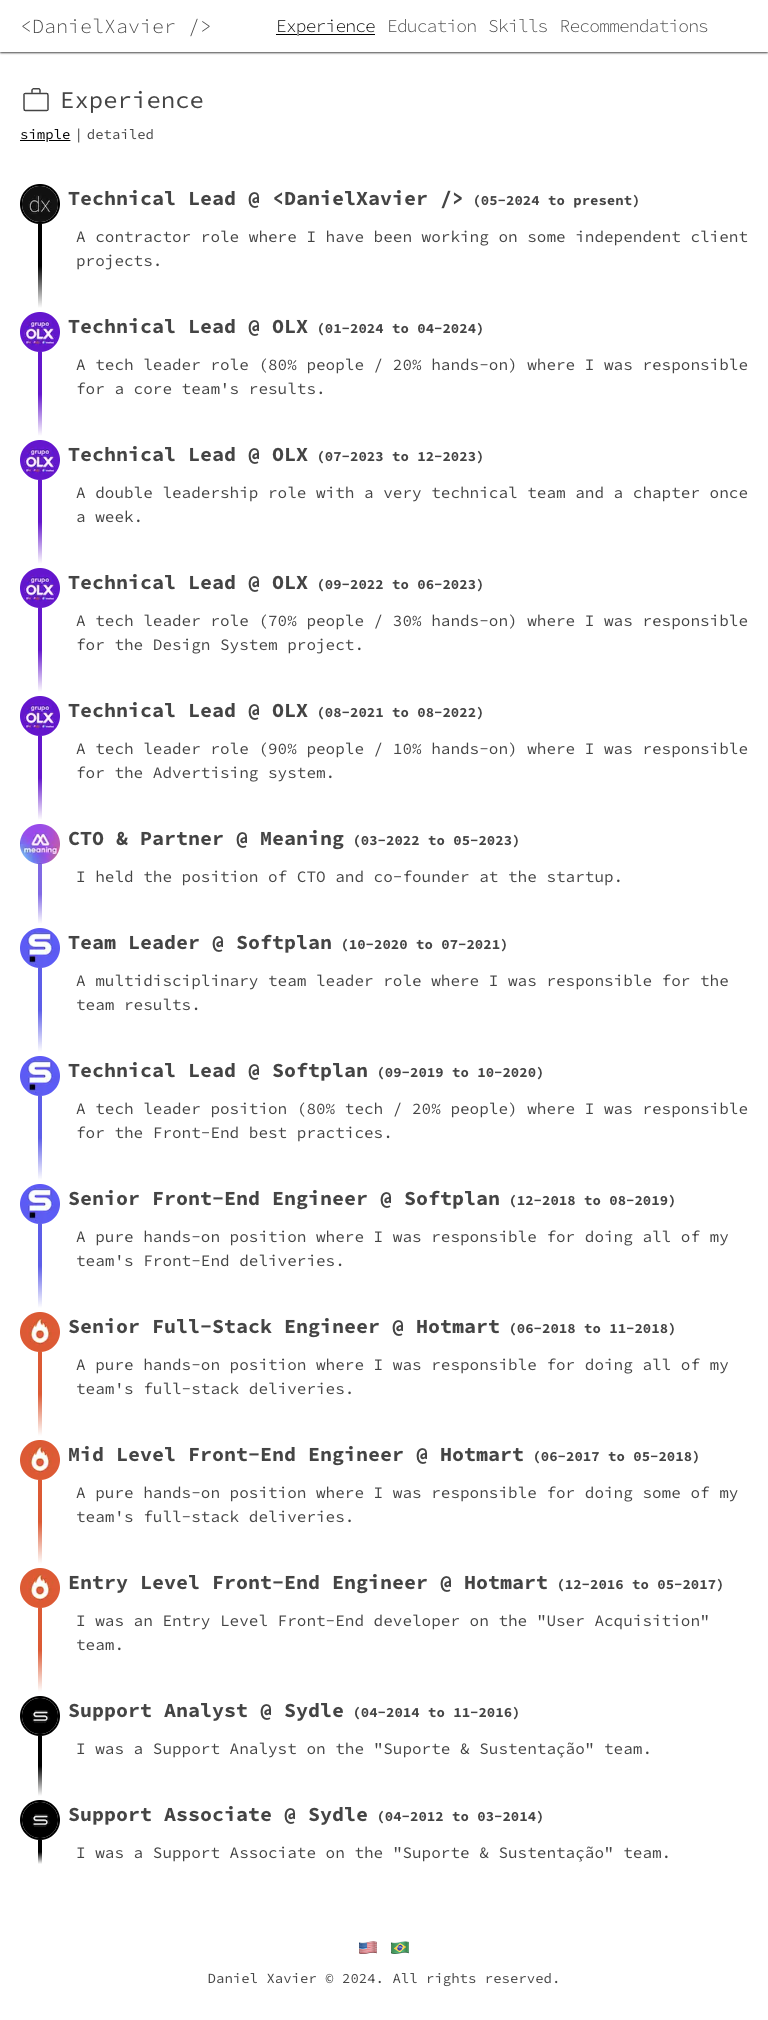 <DanielXavier />
Experience Education Skills Recommendations
Experience
simple | detailed
dx
Technical Lead @ <DanielXavier /> (05-2024 to present)
A contractor role where I have been working on some independent client
projects.
grupo
OLX
Technical Lead @ OLX (01-2024 to 04-2024)
A tech leader role (80% people / 20% hands-on) where I was responsible
for a core team's results.
grupo
OLX
Technical Lead @ OLX (07-2023 to 12-2023)
A double leadership role with a very technical team and a chapter once
a week.
grupo
OLX
Technical Lead @ OLX (09-2022 to 06-2023)
A tech leader role (70% people / 30% hands-on) where I was responsible
for the Design System project.
grupo
OLX
Technical Lead @ OLX (08-2021 to 08-2022)
A tech leader role (90% people / 10% hands-on) where I was responsible
for the Advertising system.
meaning
CTO & Partner @ Meaning (03-2022 to 05-2023)
I held the position of CTO and co-founder at the startup.
Team Leader @ Softplan (10-2020 to 07-2021)
A multidisciplinary team leader role where I was responsible for the
team results.
Technical Lead @ Softplan (09-2019 to 10-2020)
A tech leader position (80% tech / 20% people) where I was responsible
for the Front-End best practices.
Senior Front-End Engineer @ Softplan (12-2018 to 08-2019)
A pure hands-on position where I was responsible for doing all of my
team's Front-End deliveries.
Senior Full-Stack Engineer @ Hotmart (06-2018 to 11-2018)
A pure hands-on position where I was responsible for doing all of my
team's full-stack deliveries.
Mid Level Front-End Engineer @ Hotmart (06-2017 to 05-2018)
A pure hands-on position where I was responsible for doing some of my
team's full-stack deliveries.
Entry Level Front-End Engineer @ Hotmart (12-2016 to 05-2017)
I was an Entry Level Front-End developer on the "User Acquisition"
team.
Support Analyst @ Sydle (04-2014 to 11-2016)
I was a Support Analyst on the "Suporte & Sustentação" team.
Support Associate @ Sydle (04-2012 to 03-2014)
I was a Support Associate on the "Suporte & Sustentação" team.
Daniel Xavier © 2024. All rights reserved.